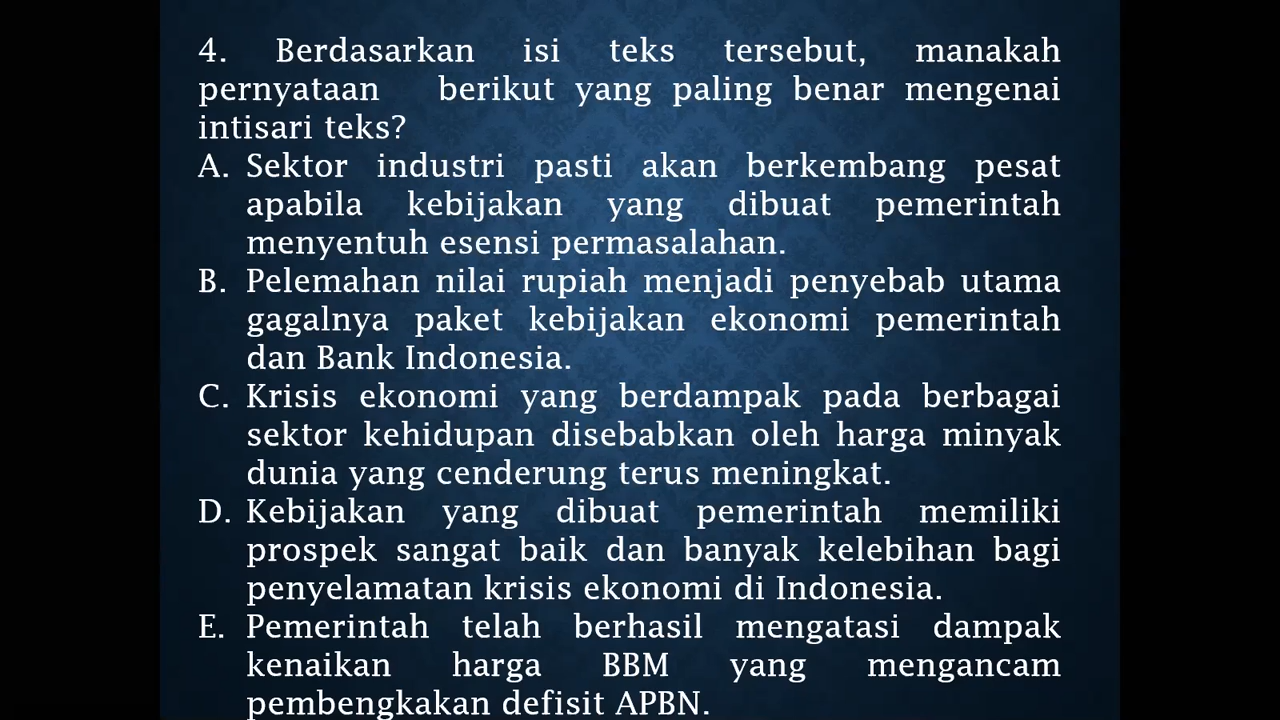 4. Berdasarkan isi teks tersebut, manakah
pernyataan berikut yang paling benar mengenai
intisari teks?
A. Sektor industri pasti akan berkembang pesat
apabila kebijakan yang dibuat pemerintah
menyentuh esensi permasalahan.
B. Pelemahan nilai rupiah menjadi penyebab utama
gagalnya paket kebijakan ekonomi pemerintah
dan Bank Indonesia.
C. Krisis ekonomi yang berdampak pada berbagai
sektor kehidupan disebabkan oleh harga minyak
dunia yang cenderung terus meningkat.
D. Kebijakan yang dibuat pemerintah memiliki
prospek sangat baik dan banyak kelebihan bagi
penyelamatan krisis ekonomi di Indonesia.
E. Pemerintah telah berhasil mengatasi dampak
kenaikan harga BBM yang mengancam
pembengkakan defisit APBN.